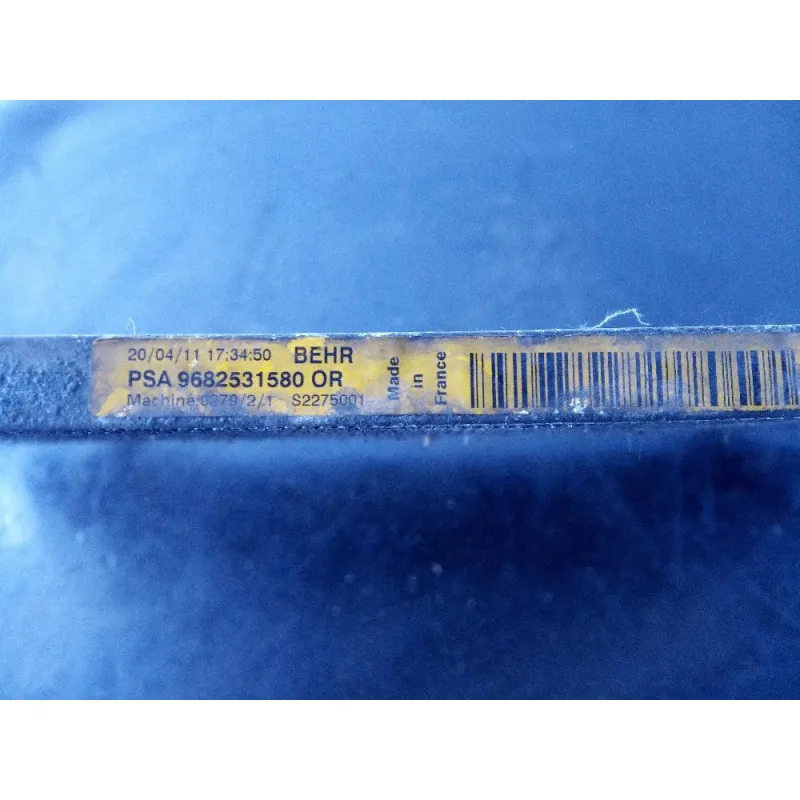 20/04/11 17:34:50 BEHR
PSA 9682531580 OR
Machine:0279/2/1 S2275001
Made
in
France